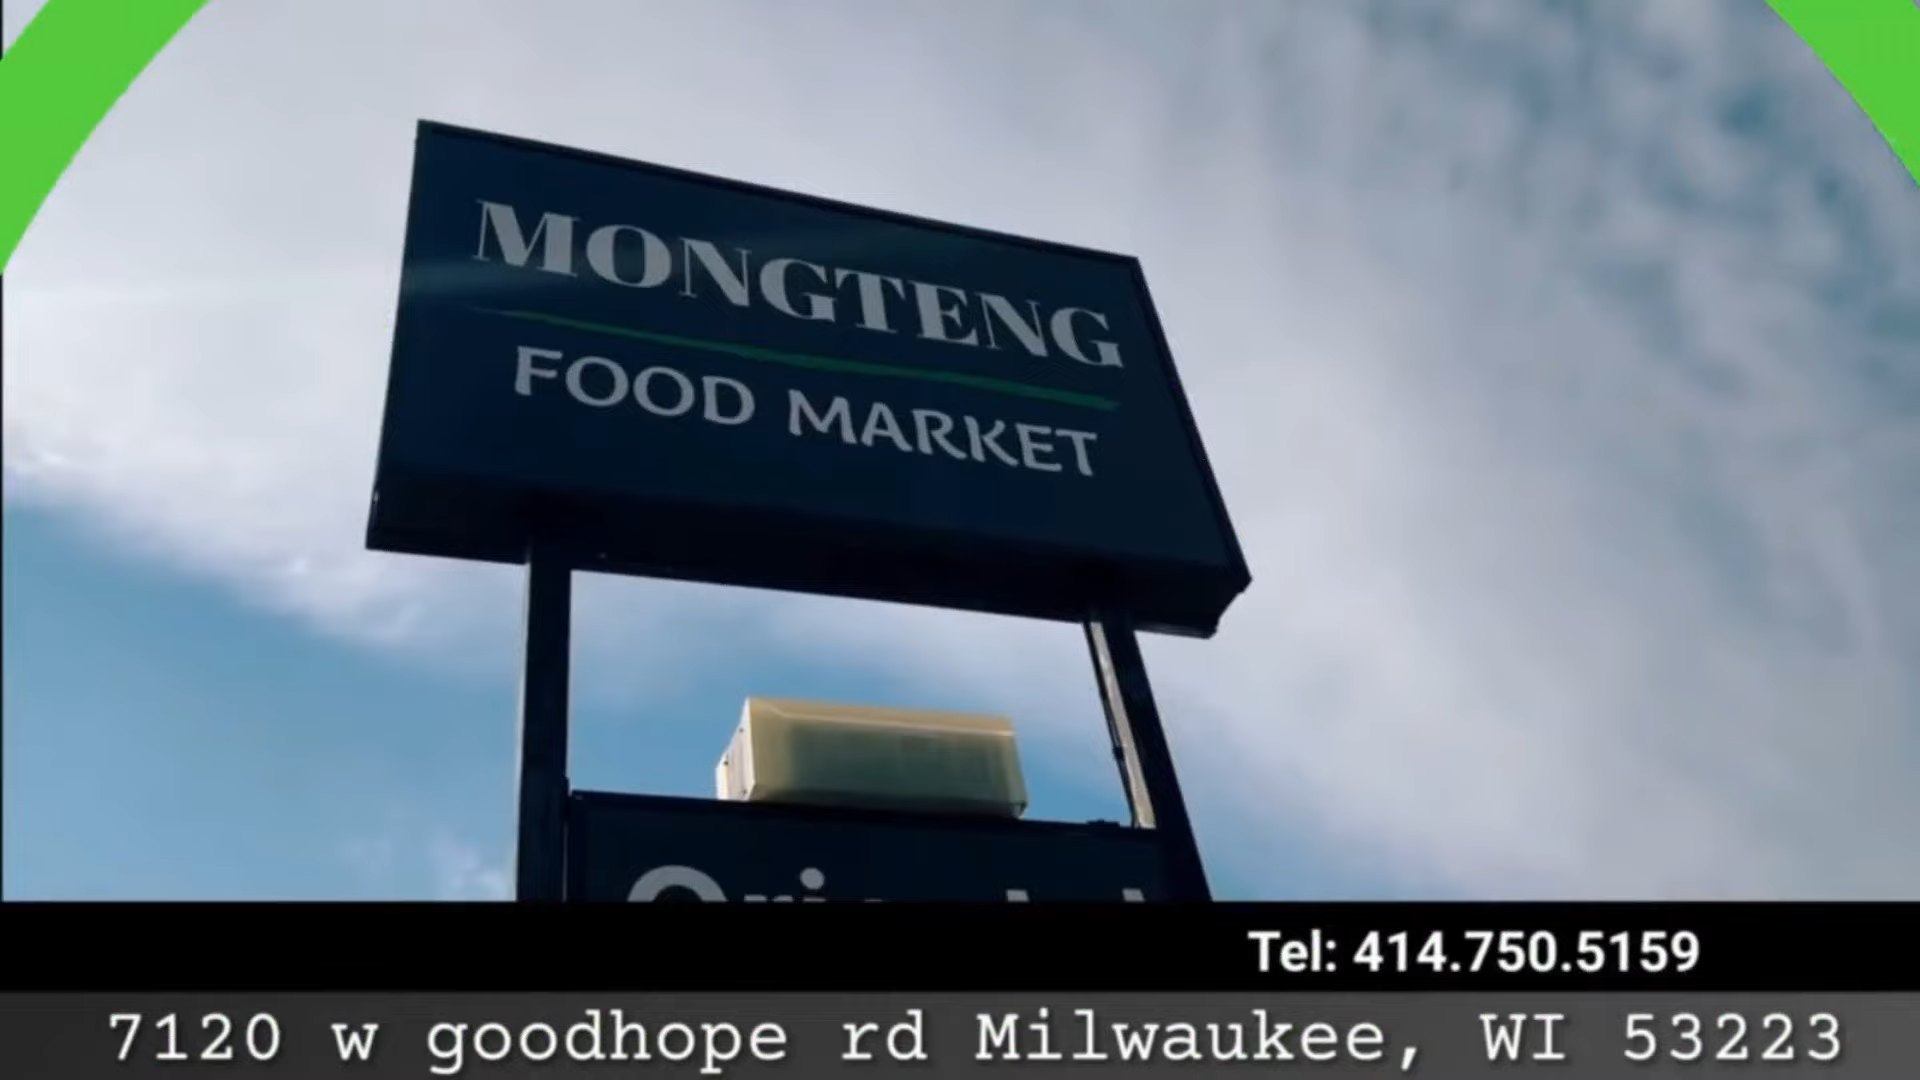 MONGTENG
FOOD MARKET
Tel: 414.750.5159
7120 w goodhope rd Milwaukee, WI 53223